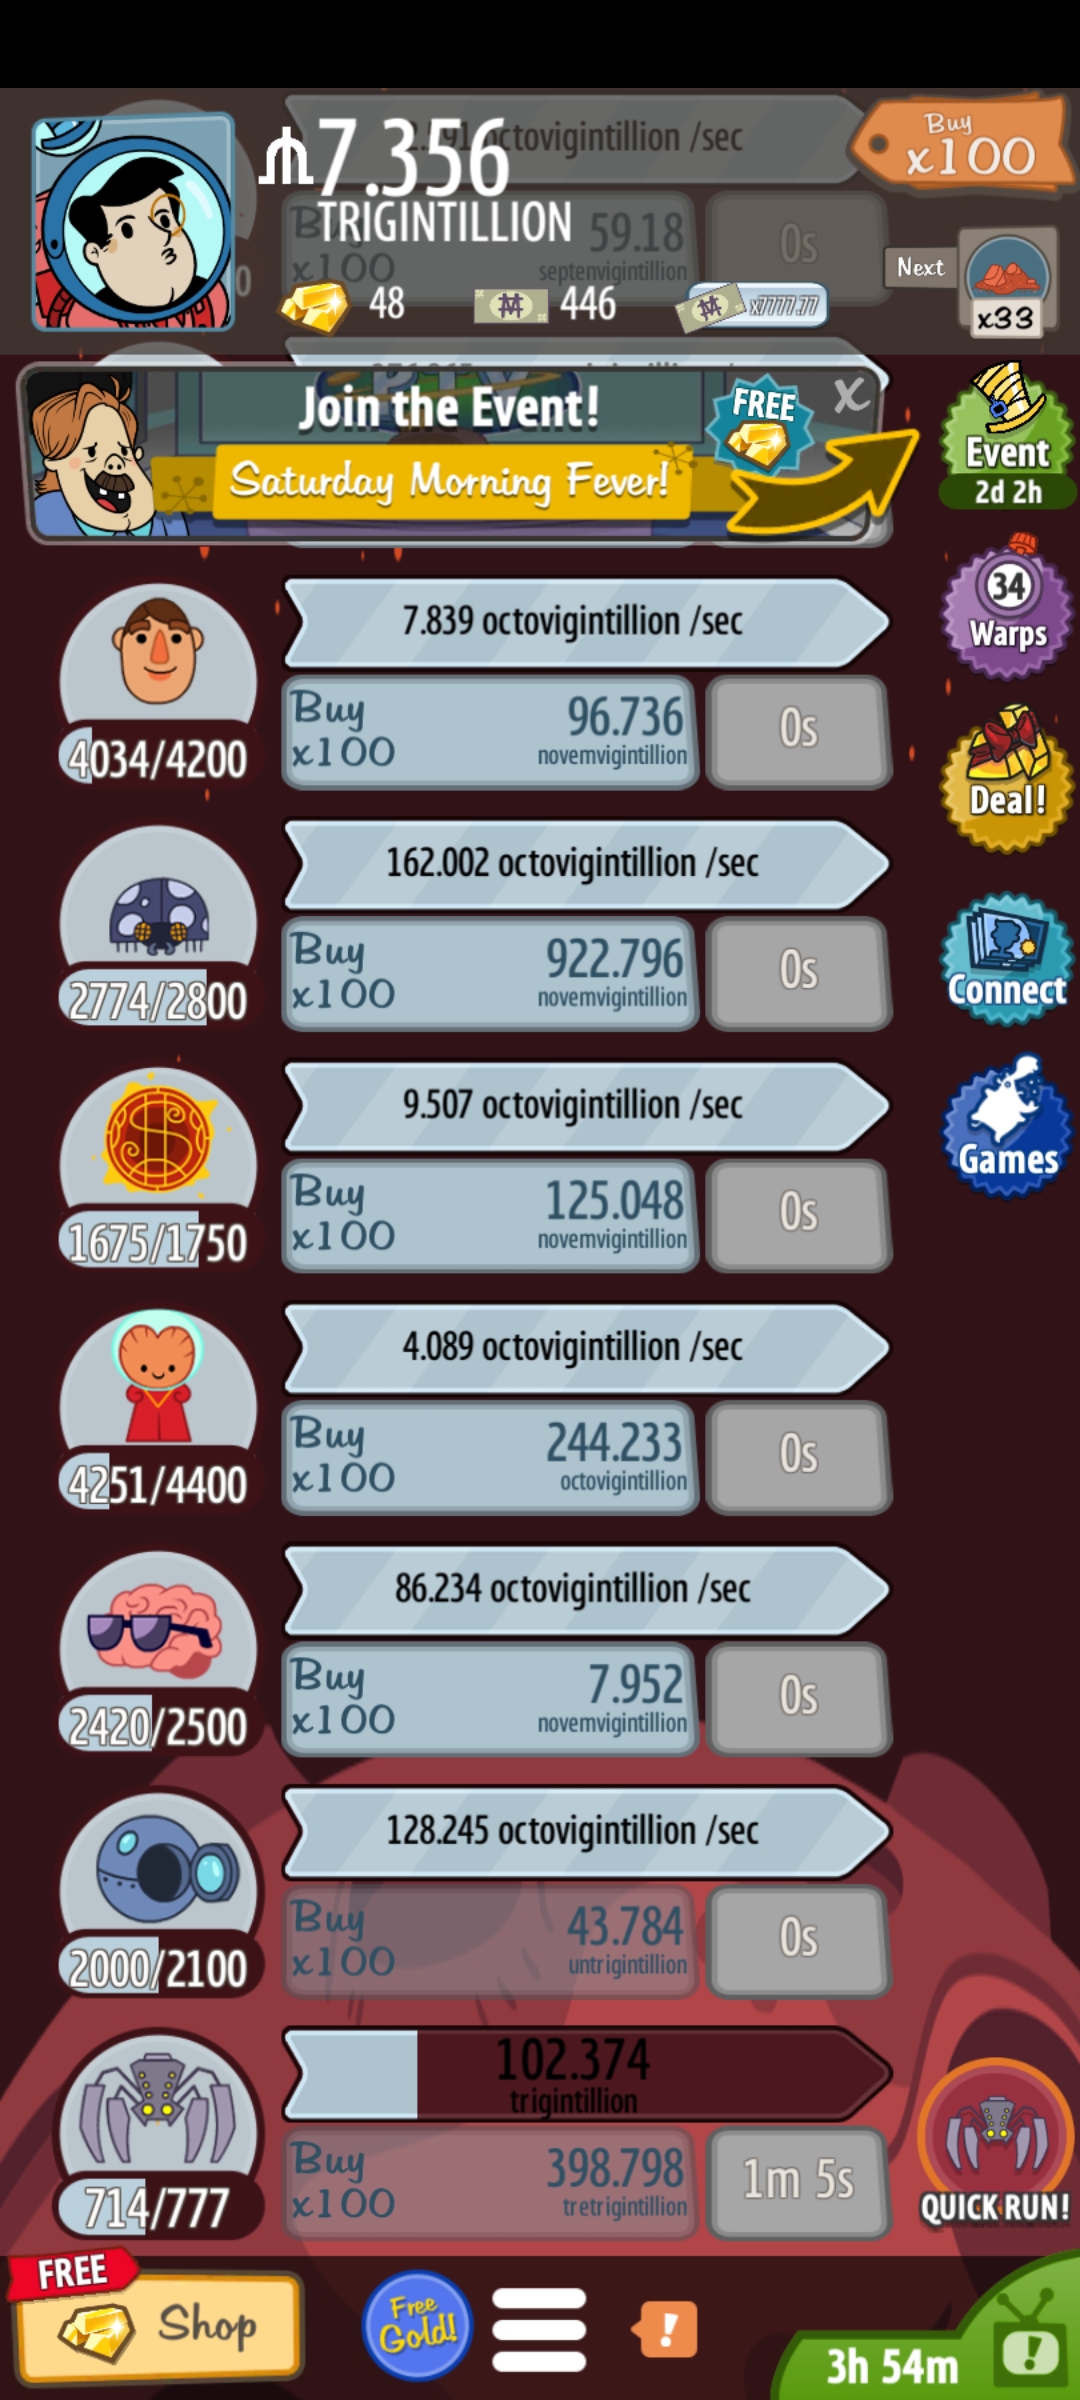 7.356
TRIGINTILLION
octovigintillion /sec
Buy
x100
59.18
septenvigintillion
0s
Buy
x100
48
446
x7777.77
Next
x33
Join the Event!
Saturday Morning Fever!
FREE
X
Event
2d 2h
7.839 octovigintillion /sec
4034/4200
Buy
x100
96.736
novemvigintillion
0s
34
Warps
162.002 octovigintillion /sec
2774/2800
Buy
x100
922.796
novemvigintillion
0s
Deal!
9.507 octovigintillion /sec
1675/1750
Buy
x100
125.048
novemvigintillion
0s
Connect
Games
4.089 octovigintillion /sec
4251/4400
Buy
x100
244.233
octovigintillion
0s
86.234 octovigintillion /sec
2420/2500
Buy
x100
7.952
novemvigintillion
0s
128.245 octovigintillion /sec
2000/2100
Buy
x100
43.784
untrigintillion
0s
102.374
trigintillion
714/777
Buy
x100
398.798
tretrigintillion
1m 5s
QUICK RUN!
FREE
Shop
Free
Gold!
!
3h 54m
!